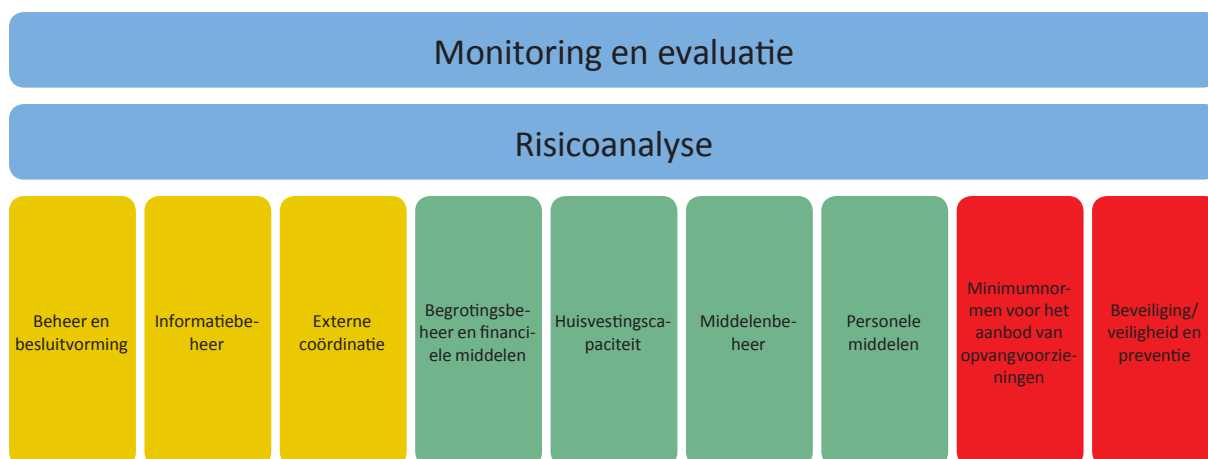 Monitoring en evaluatie
Risicoanalyse
Beheer en
besluitvorming
Informatiebe-
heer
Externe
coördinatie
Begrotingsbe-
heer en financi-
ele middelen
Huisvestingsca-
paciteit
Middelenbe-
heer
Personele
middelen
Minimumnor-
men voor het
aanbod van
opvangvoorzie-
ningen
Beveiliging/
veiligheid en
preventie